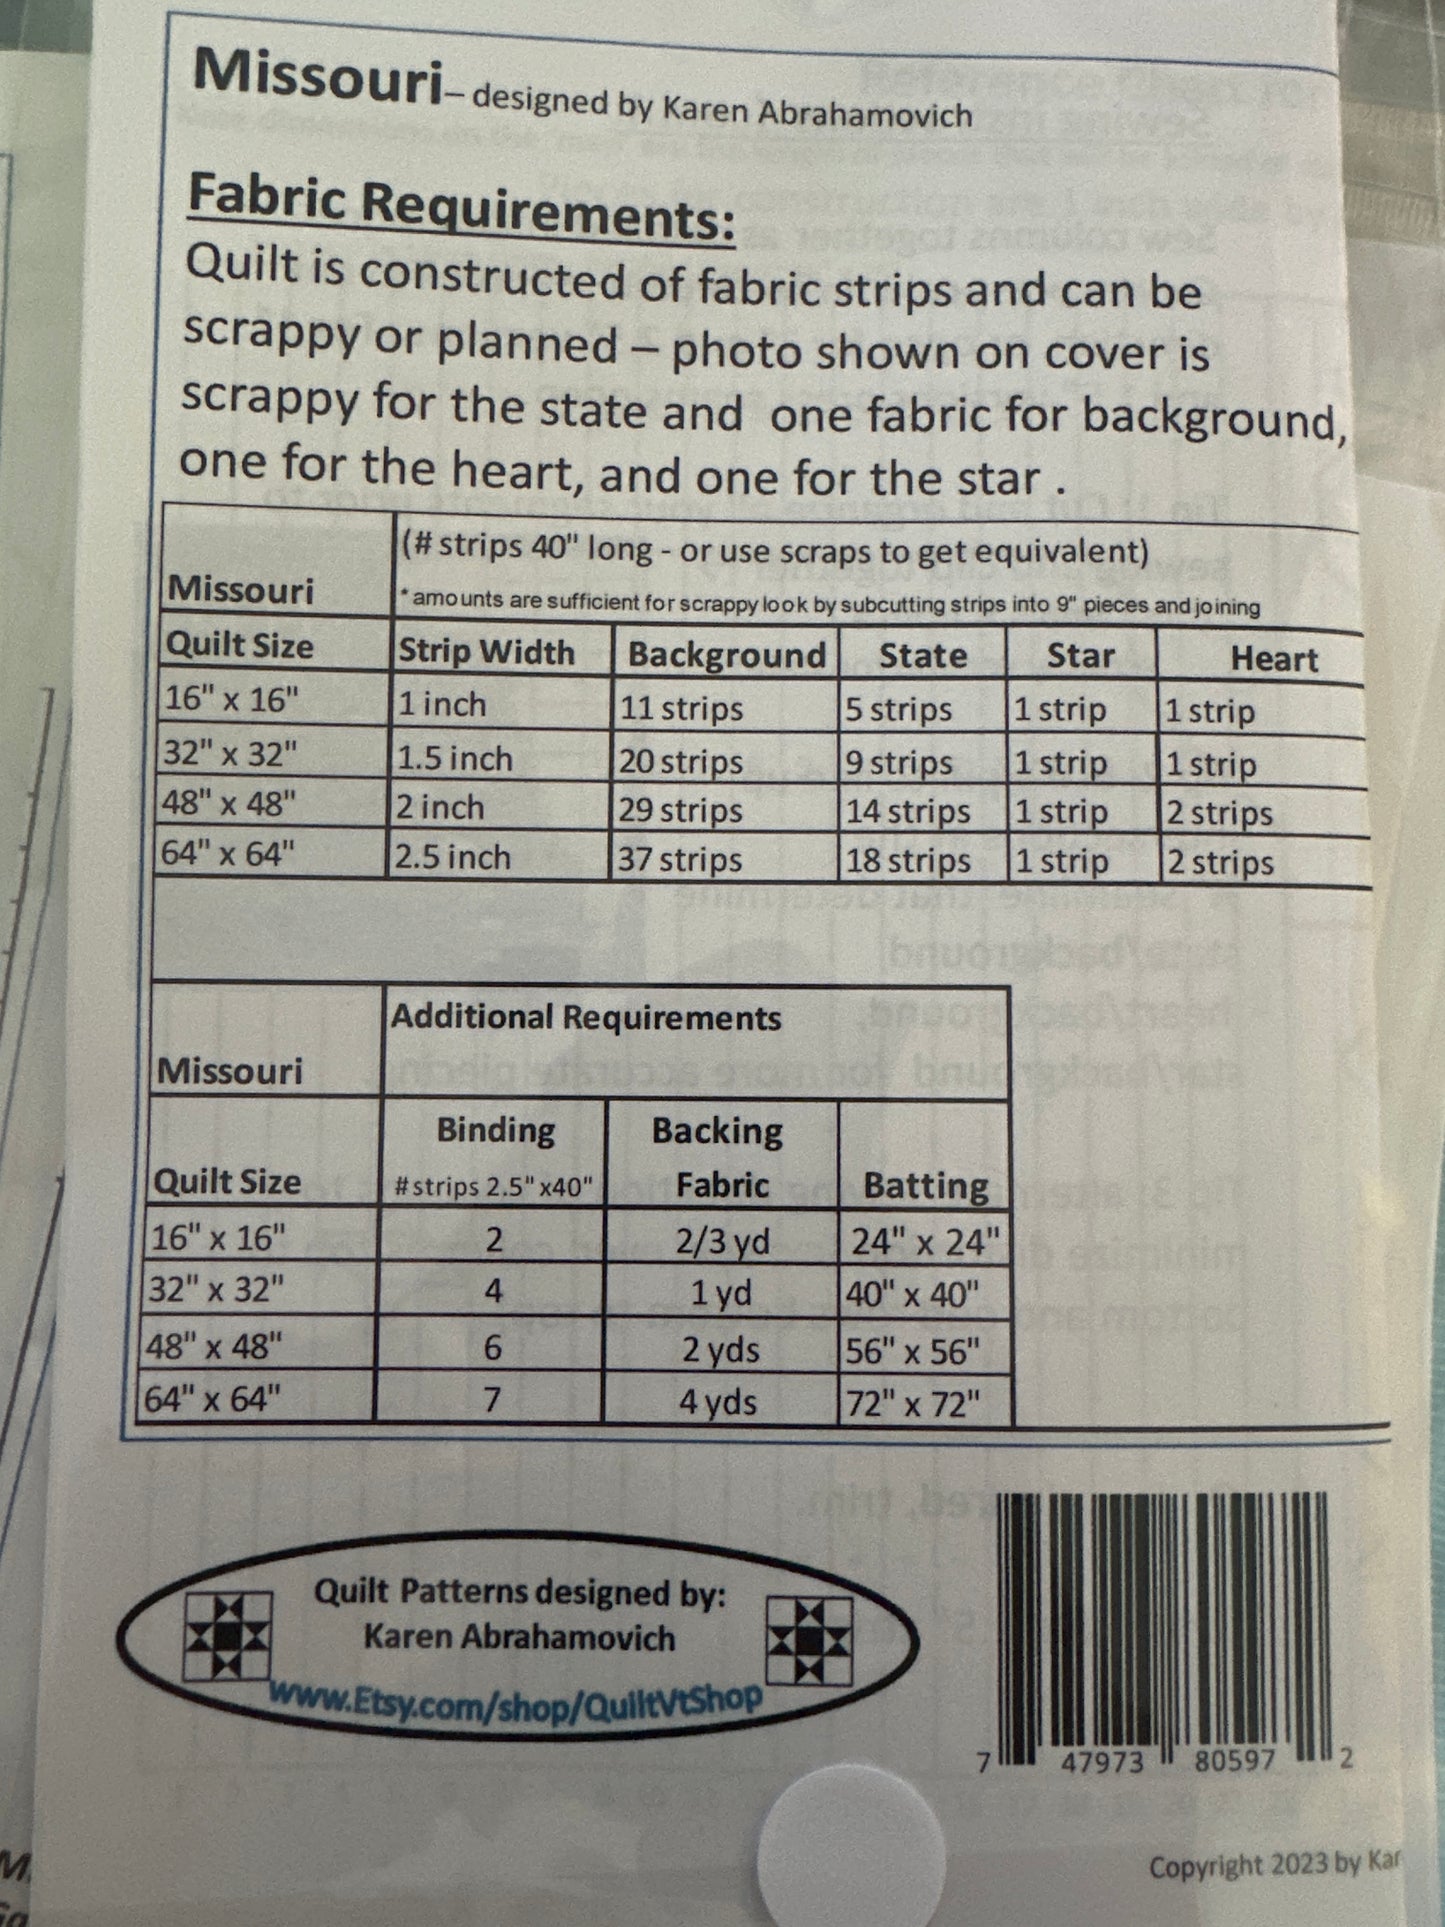 Missouri– designed by Karen Abrahamovich
Fabric Requirements:
Quilt is constructed of fabric strips and can be
scrappy or planned – photo shown on cover is
scrappy for the state and one fabric for background,
one for the heart, and one for the star .
Missouri (# strips 40" long - or use scraps to get equivalent)
*amounts are sufficient for scrappy look by subcutting strips into 9" pieces and joining
Quilt Size Strip Width Background State Star Heart
16" x 16" 1 inch 11 strips 5 strips 1 strip 1 strip
32" x 32" 1.5 inch 20 strips 9 strips 1 strip 1 strip
48" x 48" 2 inch 29 strips 14 strips 1 strip 2 strips
64" x 64" 2.5 inch 37 strips 18 strips 1 strip 2 strips
Additional Requirements
Missouri
Binding Backing
Quilt Size # strips 2.5" x40" Fabric Batting
16" x 16" 2 2/3 yd 24" x 24"
32" x 32" 4 1 yd 40" x 40"
48" x 48" 6 2 yds 56" x 56"
64" x 64" 7 4 yds 72" x 72"
Quilt Patterns designed by:
Karen Abrahamovich
www.Etsy.com/shop/QuiltVtShop
7 47973 80597 2
Copyright 2023 by Kar